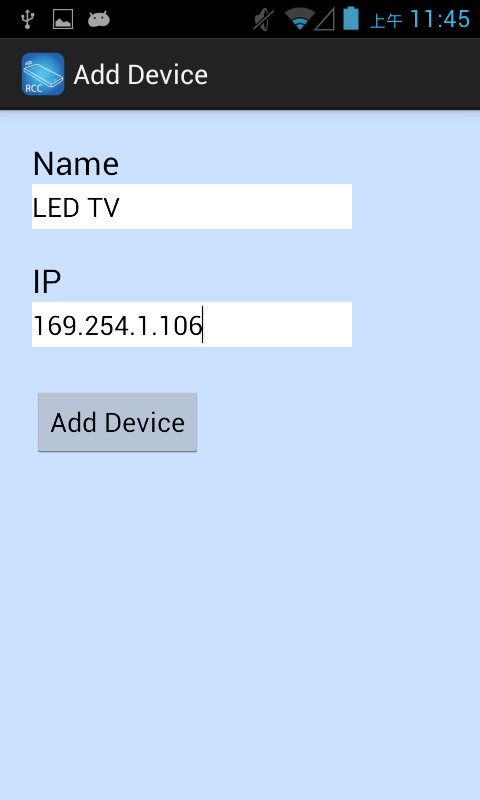 上午 11:45
RCC
Add Device
Name
LED TV
IP
169.254.1.106
Add Device